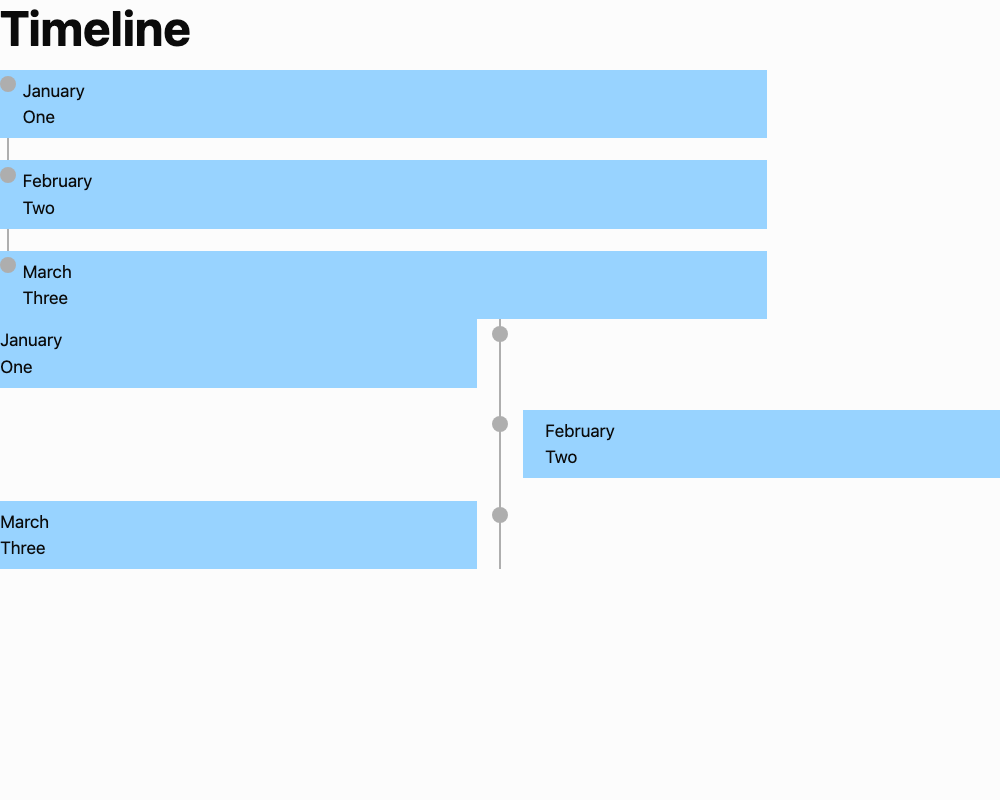 Timeline
January
One
February
Two
March
Three
January
One
February
Two
March
Three